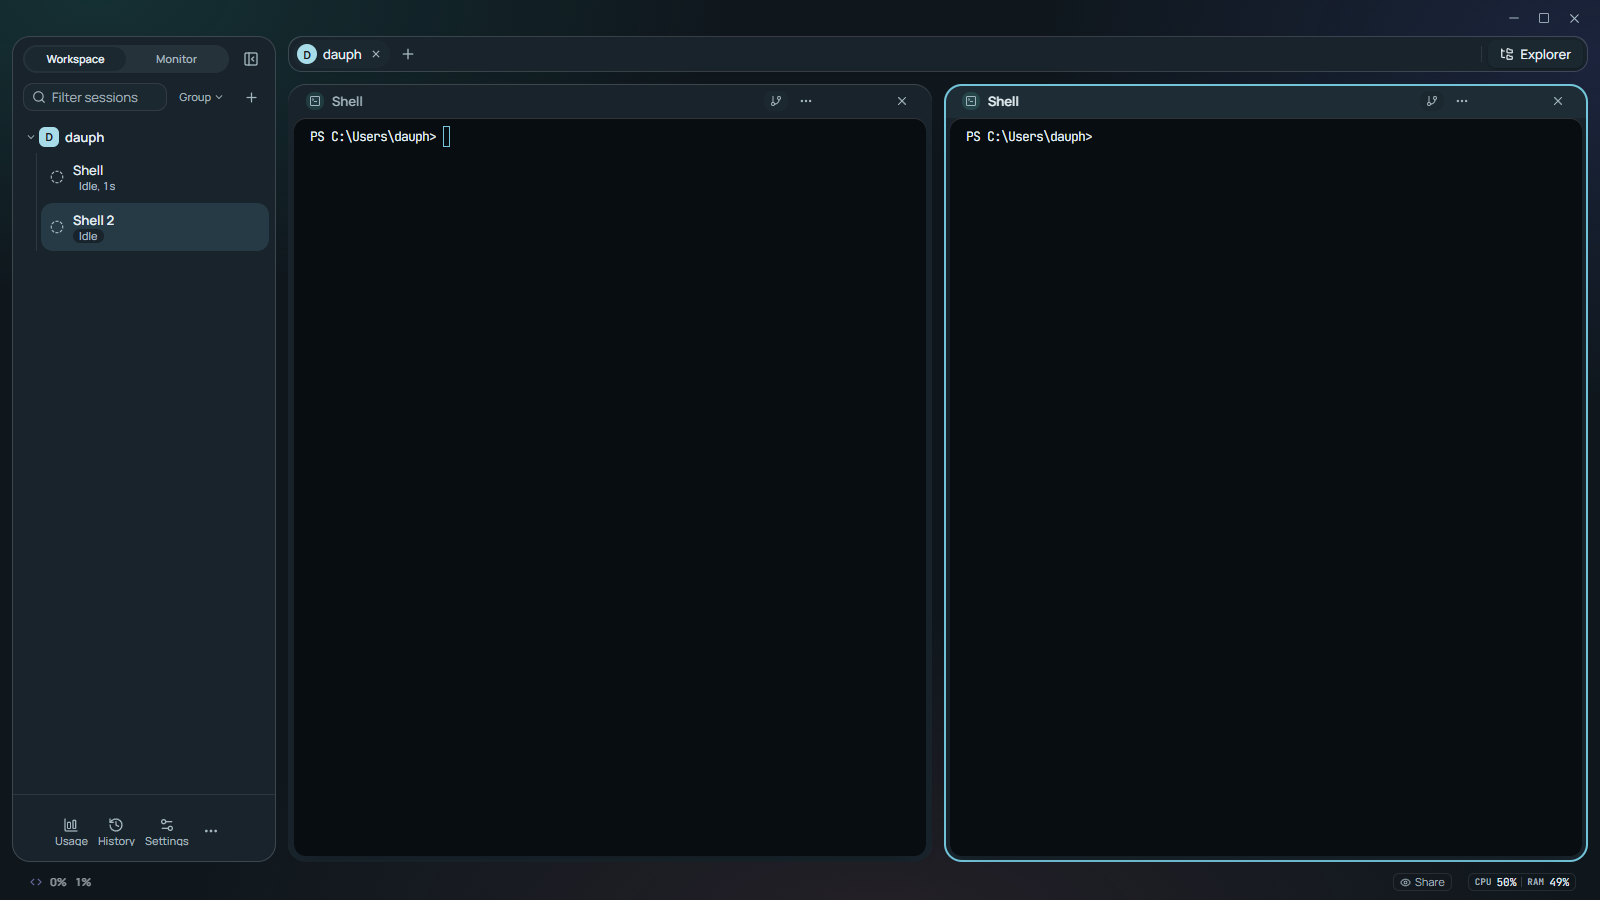 Workspace Monitor
D dauph
Explorer
Filter sessions Group
D dauph
Shell
Idle, 1s
Shell 2
Idle
Shell
PS C:\Users\dauph>
Shell
PS C:\Users\dauph>
Usage History Settings
0% 1%
Share CPU 50% RAM 49%